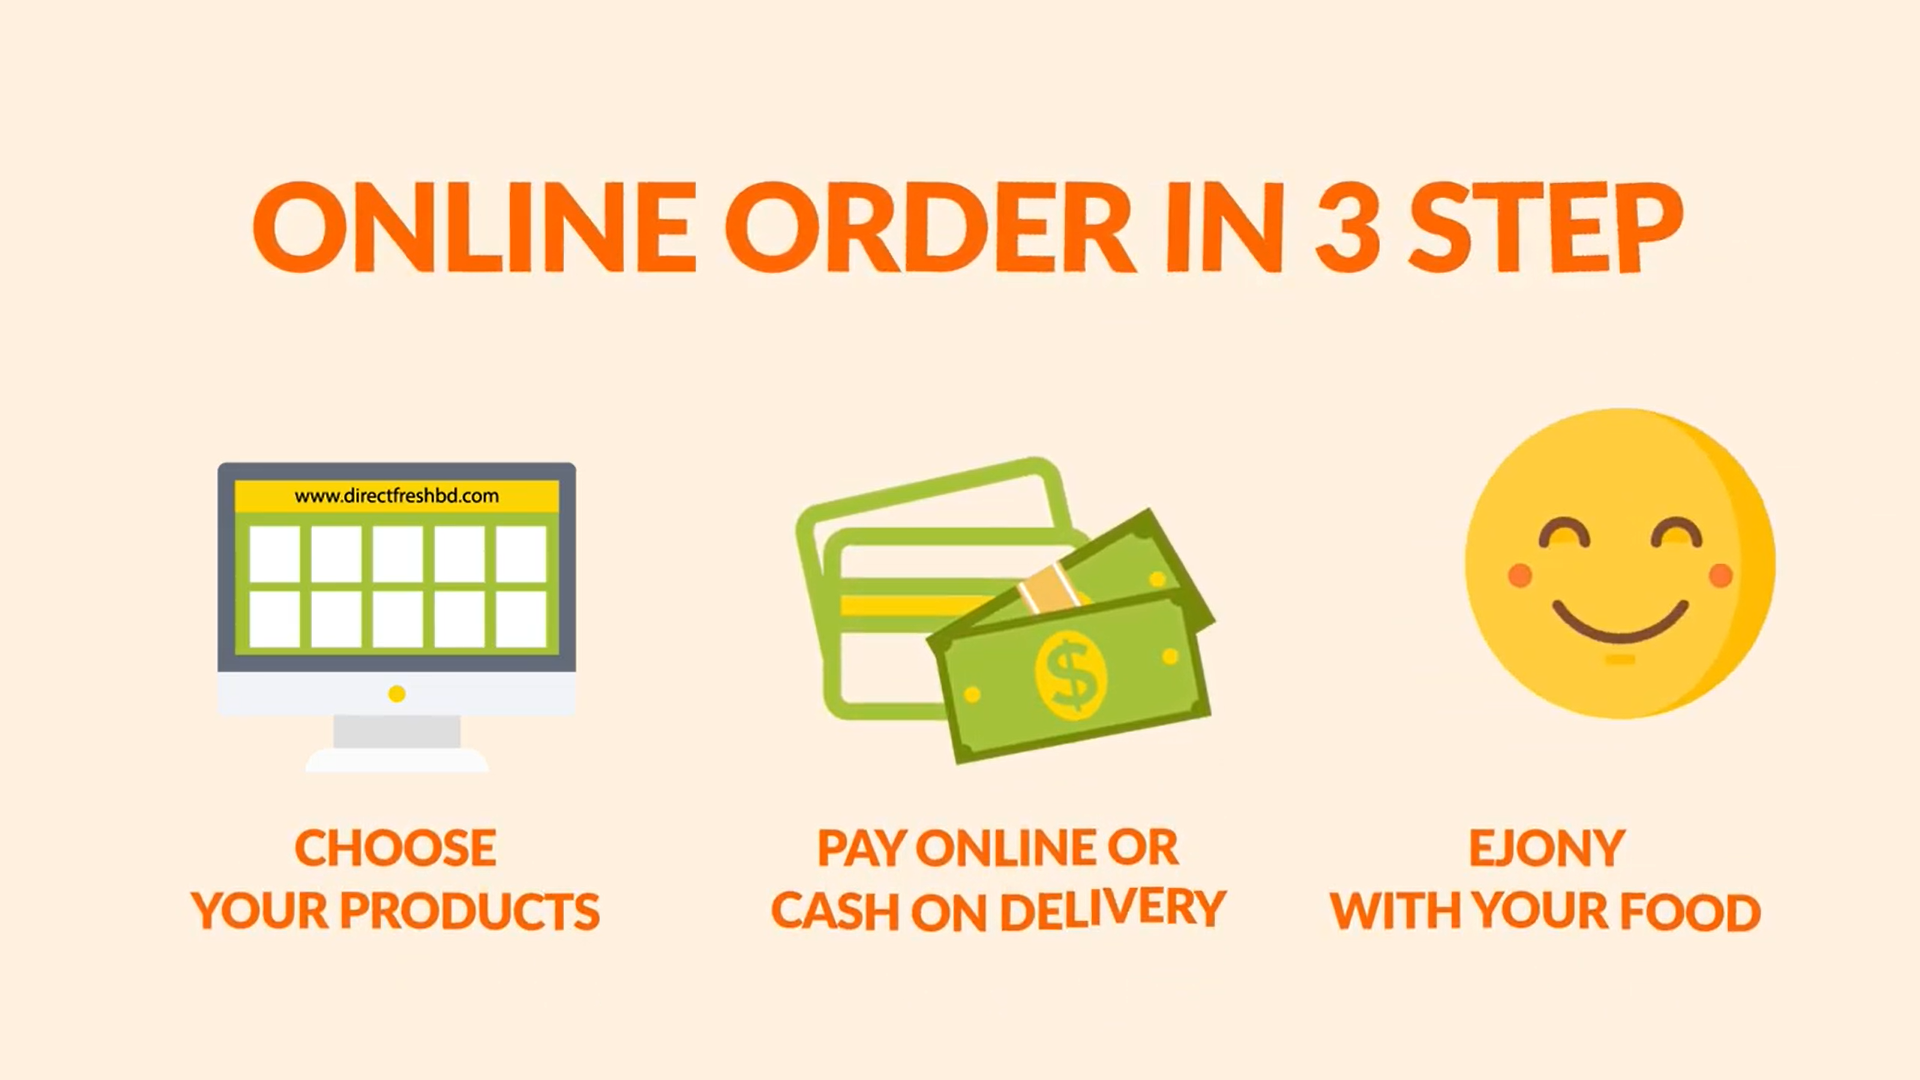 ONLINE ORDER IN 3 STEP
www.directfreshbd.com
$
CHOOSE
YOUR PRODUCTS
PAY ONLINE OR
CASH ON DELIVERY
EJONY
WITH YOUR FOOD